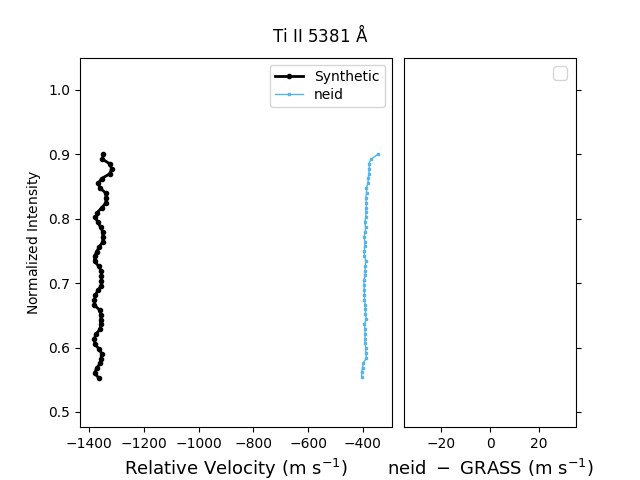 Ti II 5381 Å
Synthetic
neid
Normalized Intensity
1.0
0.9
0.8
0.7
0.6
0.5
−1400 −1200 −1000 −800 −600 −400
−20 0 20
Relative Velocity (m s⁻¹)
neid − GRASS (m s⁻¹)